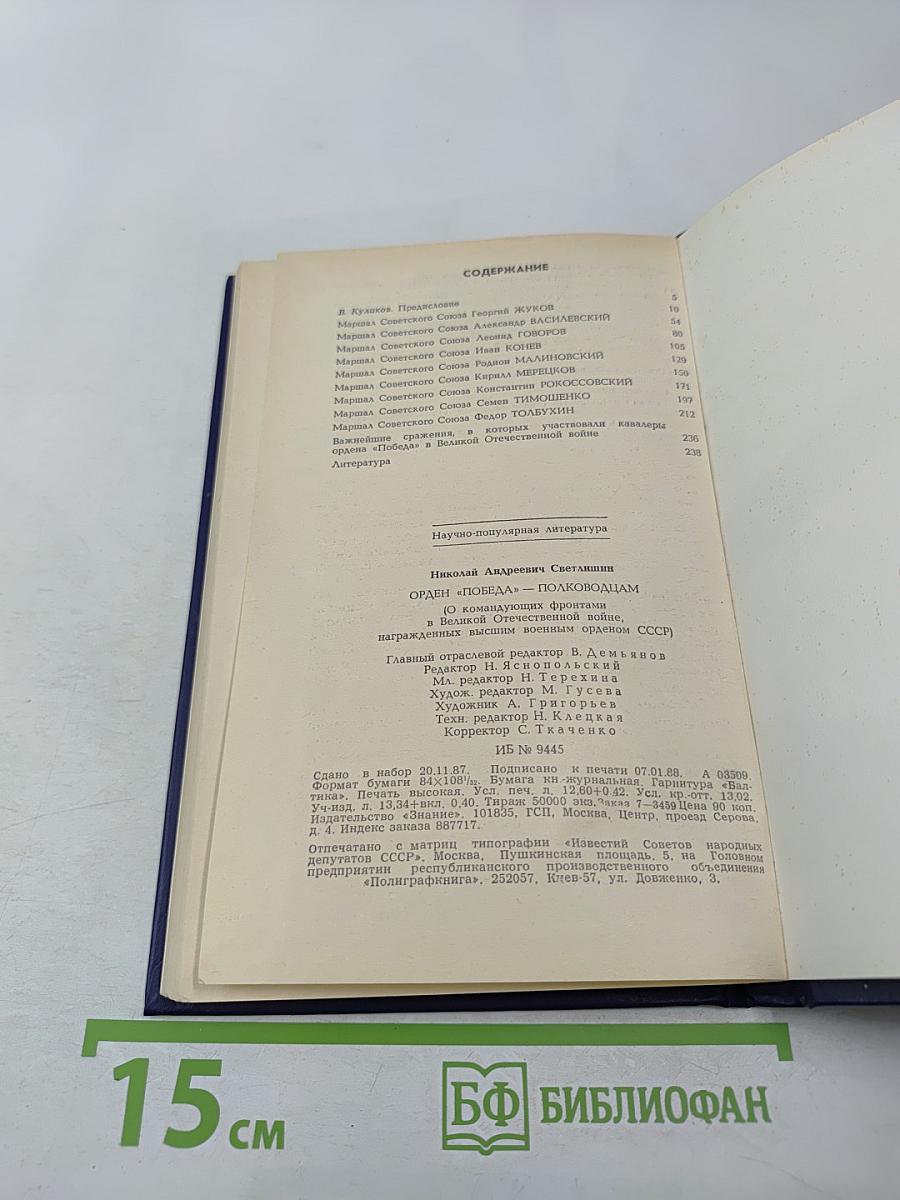 СОДЕРЖАНИЕ
В. Куликов. Предисловие 5
Маршал Советского Союза Георгий ЖУКОВ 10
Маршал Советского Союза Александр ВАСИЛЕВСКИЙ 54
Маршал Советского Союза Леонид ГОВОРОВ 80
Маршал Советского Союза Иван КОНЕВ 105
Маршал Советского Союза Родион МАЛИНОВСКИЙ 129
Маршал Советского Союза Кирилл МЕРЕЦКОВ 150
Маршал Советского Союза Константин РОКОССОВСКИЙ 171
Маршал Советского Союза Семен ТИМОШЕНКО 197
Маршал Советского Союза Федор ТОЛБУХИН 212
Важнейшие сражения, в которых участвовали кавалеры
ордена «Победа» в Великой Отечественной войне 236
Литература 238
Научно-популярная литература
Николай Андреевич Светлишин
ОРДЕН «ПОБЕДА» — ПОЛКОВОДЦАМ
(О командующих фронтами
в Великой Отечественной войне,
награжденных высшим военным орденом СССР)
Главный отраслевой редактор В. Демьянов
Редактор Н. Яснопольский
Мл. редактор Н. Терехина
Худож. редактор М. Гусева
Художник А. Григорьев
Техн. редактор Н. Клецкая
Корректор С. Ткаченко
ИБ № 9445
Сдано в набор 20.11.87. Подписано к печати 07.01.88. А 03509.
Формат бумаги 84×108¹/₃₂. Бумага кн.-журнальная. Гарнитура «Бал-
тика». Печать высокая. Усл. печ. л. 12,60+0,42. Усл. кр.-отт. 13,02.
Уч-изд. л. 13,34+вкл. 0,40. Тираж 50000 экз. Заказ 7—3459 Цена 90 коп.
Издательство «Знание». 101835, ГСП, Москва, Центр, проезд Серова,
д. 4. Индекс заказа 887717.
Отпечатано с матриц типографии «Известий Советов народных
депутатов СССР». Москва, Пушкинская площадь, 5, на Головном
предприятии республиканского производственного объединения
«Полиграфкнига». 252057, Киев-57, ул. Довженко, 3.
15 см
БФ БИБЛИОФАН